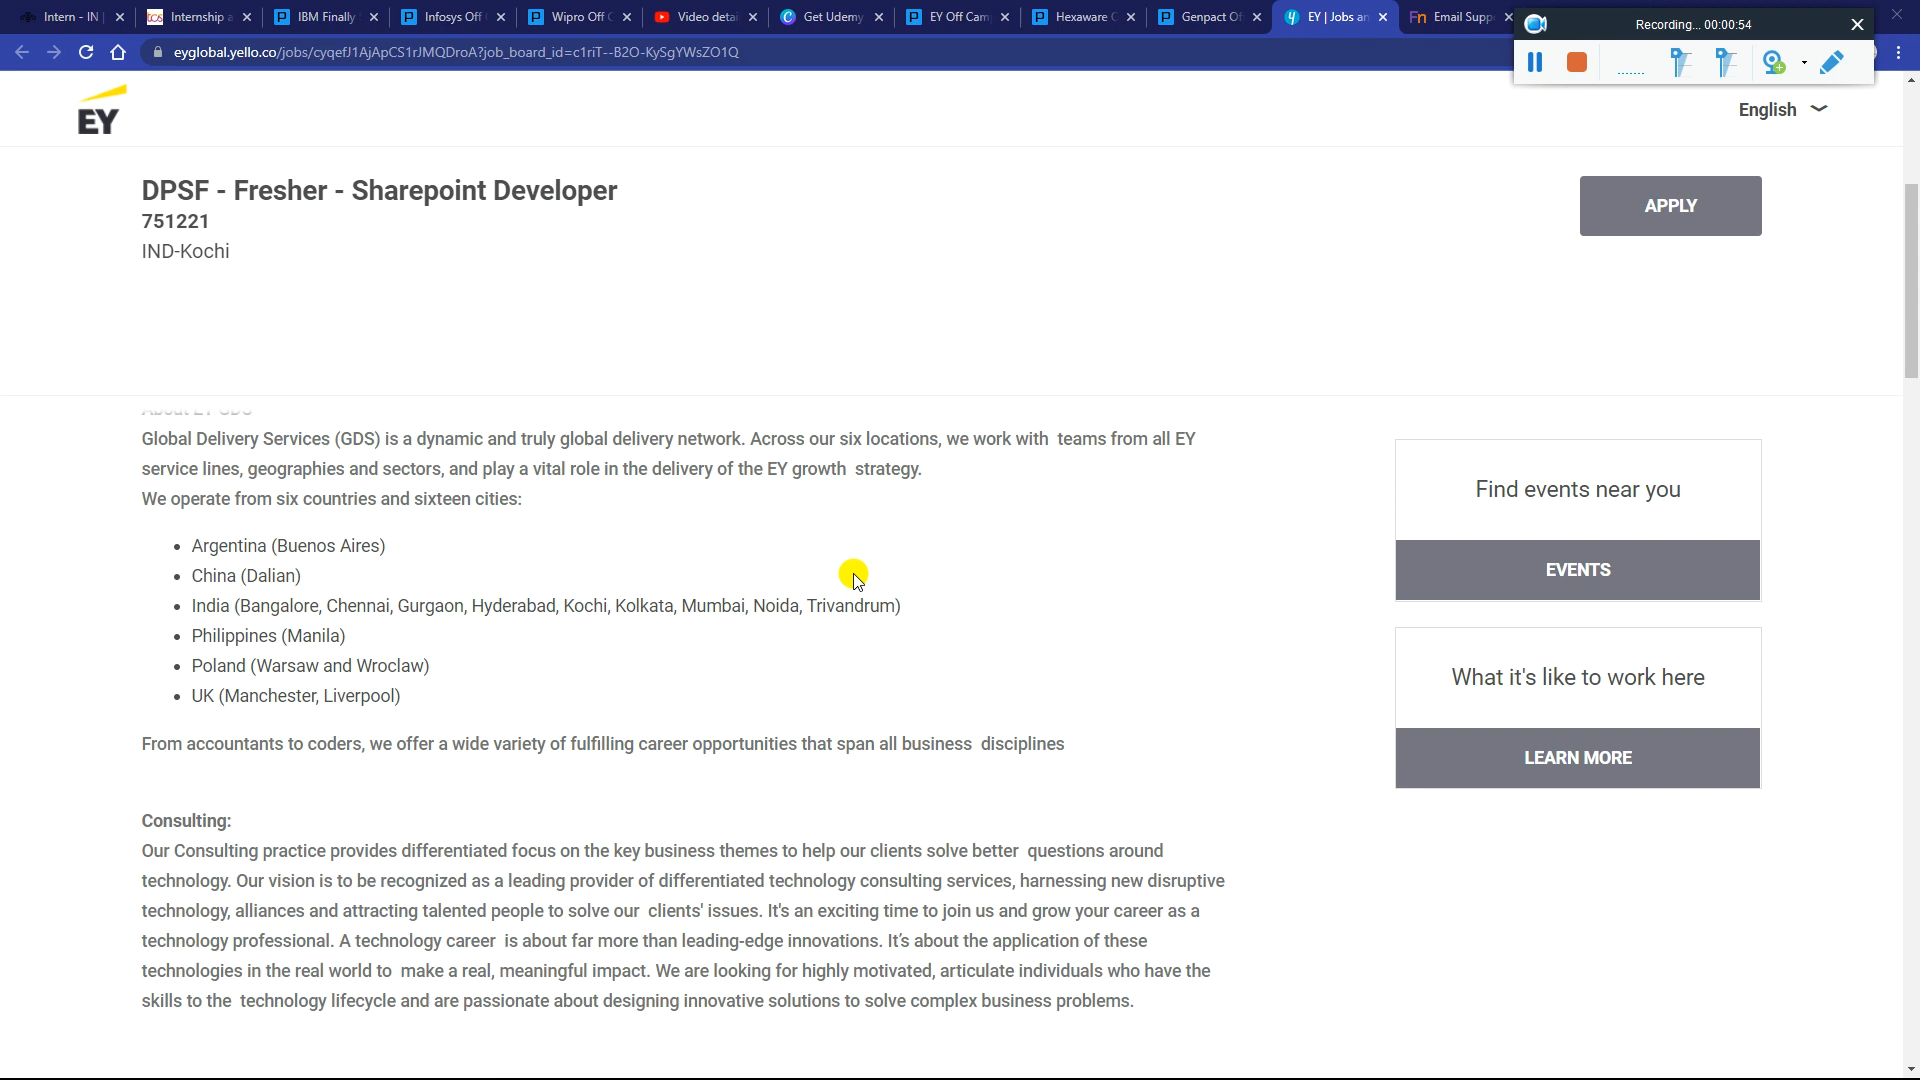 Intern - IN
Internship a
IBM Finally
Infosys Off
Wipro Off C
Video detai
Get Udemy
EY Off Cam
Hexaware C
Genpact Of
EY | Jobs an
Email Supp
Recording... 00:00:54
eyglobal.yello.co/jobs/cyqefJ1AjApCS1rJMQDroA?job_board_id=c1riT--B2O-KySgYWsZO1Q
EY
English
DPSF - Fresher - Sharepoint Developer
751221
IND-Kochi
APPLY
Global Delivery Services (GDS) is a dynamic and truly global delivery network. Across our six locations, we work with teams from all EY
service lines, geographies and sectors, and play a vital role in the delivery of the EY growth strategy.
We operate from six countries and sixteen cities:
• Argentina (Buenos Aires)
• China (Dalian)
• India (Bangalore, Chennai, Gurgaon, Hyderabad, Kochi, Kolkata, Mumbai, Noida, Trivandrum)
• Philippines (Manila)
• Poland (Warsaw and Wroclaw)
• UK (Manchester, Liverpool)
From accountants to coders, we offer a wide variety of fulfilling career opportunities that span all business disciplines
Consulting:
Our Consulting practice provides differentiated focus on the key business themes to help our clients solve better questions around
technology. Our vision is to be recognized as a leading provider of differentiated technology consulting services, harnessing new disruptive
technology, alliances and attracting talented people to solve our clients' issues. It's an exciting time to join us and grow your career as a
technology professional. A technology career is about far more than leading-edge innovations. It's about the application of these
technologies in the real world to make a real, meaningful impact. We are looking for highly motivated, articulate individuals who have the
skills to the technology lifecycle and are passionate about designing innovative solutions to solve complex business problems.
Find events near you
EVENTS
What it's like to work here
LEARN MORE